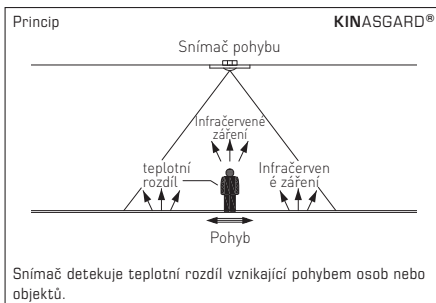 Princip
KINASGARD®
Snímač pohybu
Infračervené
záření
teplotní
rozdíl
Infračerven
é záření
Pohyb
Snímač detekuje teplotní rozdíl vznikající pohybem osob nebo
objektů.